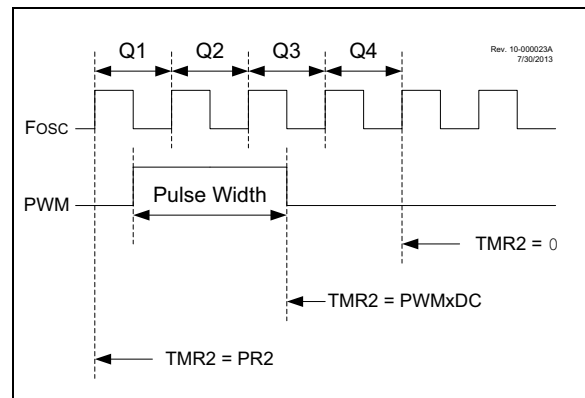 Q1 Q2 Q3 Q4
Rev. 10-000023A
7/30/2013
FOSC
Pulse Width
PWM
TMR2 = 0
TMR2 = PWMxDC
TMR2 = PR2